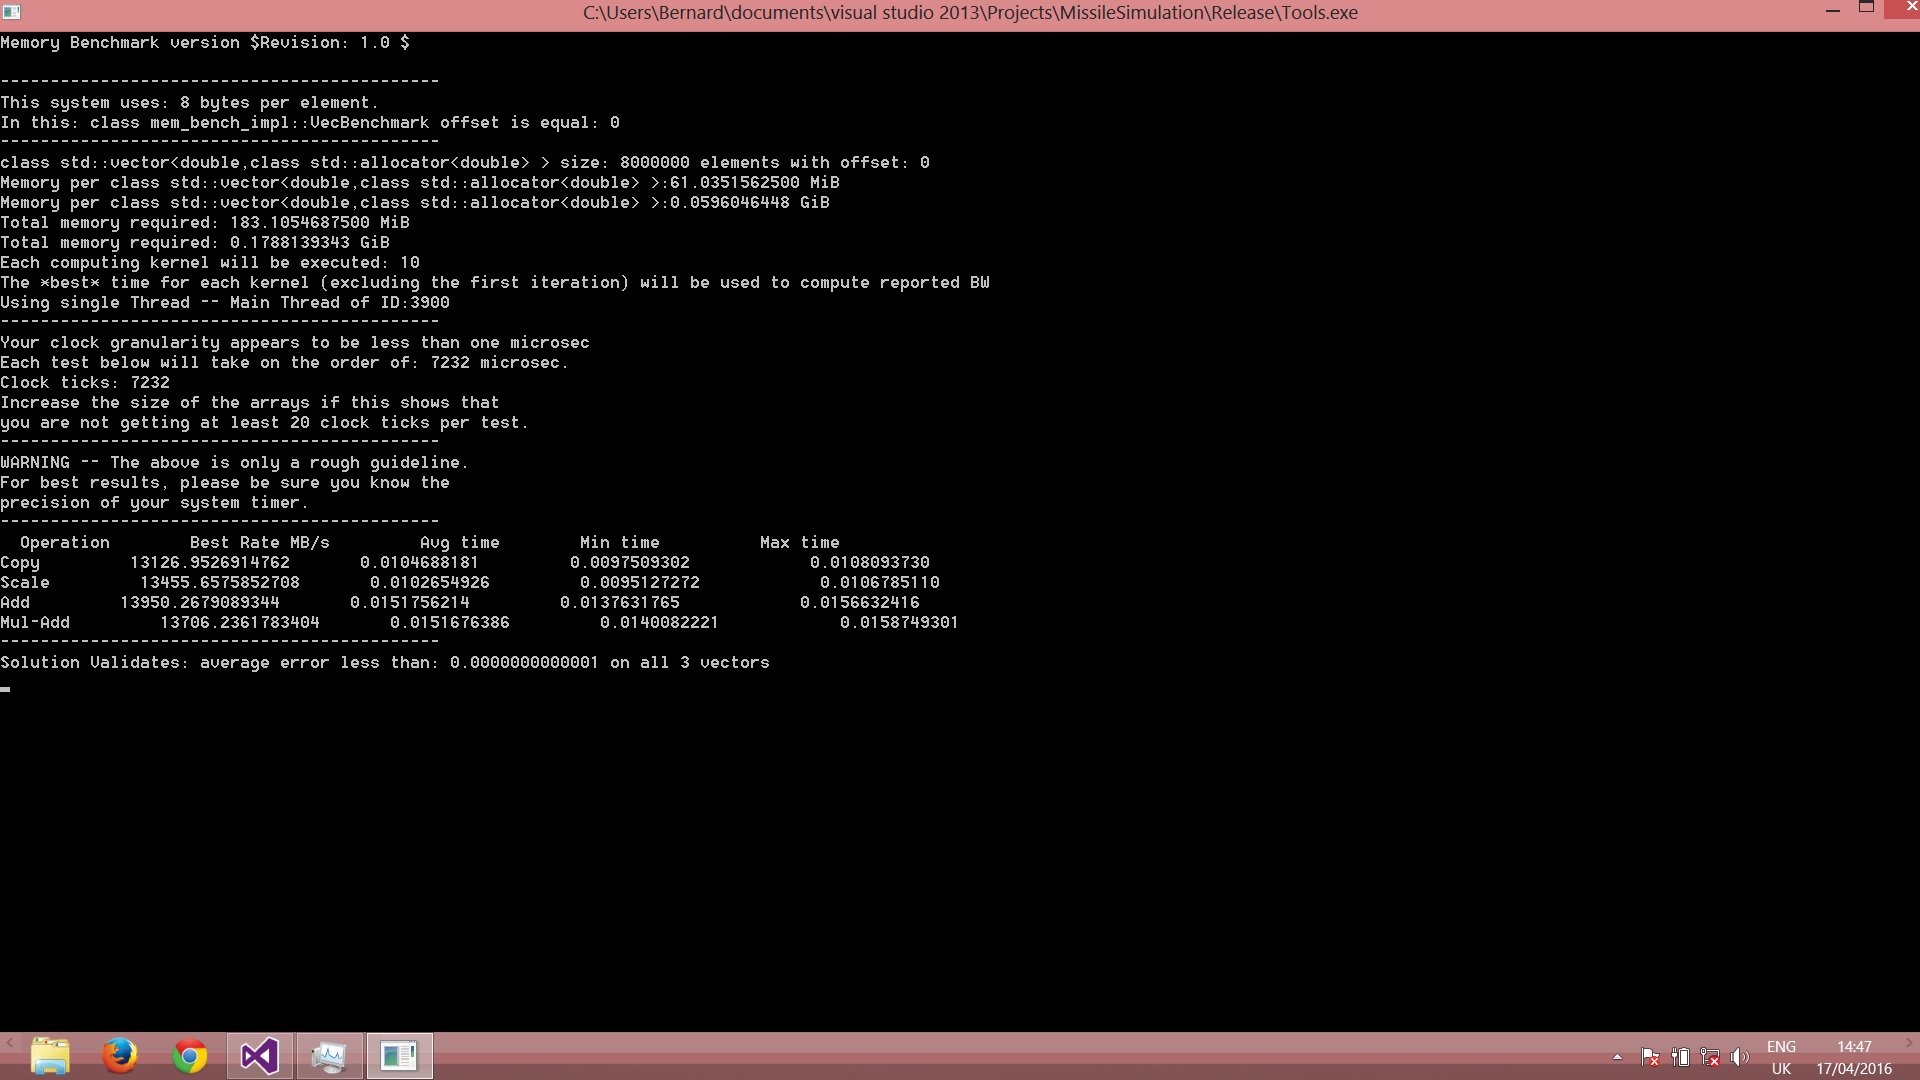 C:\Users\Bernard\documents\visual studio 2013\Projects\MissileSimulation\Release\Tools.exe
Memory Benchmark version $Revision: 1.0 $
--------------------------------------------
This system uses: 8 bytes per element.
In this: class mem_bench_impl::VecBenchmark offset is equal: 0
--------------------------------------------
class std::vector<double,class std::allocator<double> > size: 8000000 elements with offset: 0
Memory per class std::vector<double,class std::allocator<double> >:61.0351562500 MiB
Memory per class std::vector<double,class std::allocator<double> >:0.0596046448 GiB
Total memory required: 183.1054687500 MiB
Total memory required: 0.1788139343 GiB
Each computing kernel will be executed: 10
The *best* time for each kernel (excluding the first iteration) will be used to compute reported BW
Using single Thread -- Main Thread of ID:3900
--------------------------------------------
Your clock granularity appears to be less than one microsec
Each test below will take on the order of: 7232 microsec.
Clock ticks: 7232
Increase the size of the arrays if this shows that
you are not getting at least 20 clock ticks per test.
--------------------------------------------
WARNING -- The above is only a rough guideline.
For best results, please be sure you know the
precision of your system timer.
--------------------------------------------
Operation Best Rate MB/s Avg time Min time Max time
Copy 13126.9526914762 0.0104688181 0.0097509302 0.0108093730
Scale 13455.6575852708 0.0102654926 0.0095127272 0.0106785110
Add 13950.2679089344 0.0151756214 0.0137631765 0.0156632416
Mul-Add 13706.2361783404 0.0151676386 0.0140082221 0.0158749301
--------------------------------------------
Solution Validates: average error less than: 0.0000000000001 on all 3 vectors
ENG 14:47
UK 17/04/2016